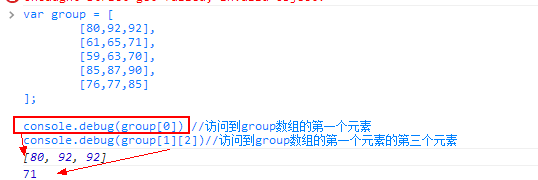 var group = [
[80,92,92],
[61,65,71],
[59,63,70],
[85,87,90],
[76,77,85]
];
console.debug(group[0]) //访问到group数组的第一个元素
console.debug(group[1][2])//访问到group数组的第一个元素的第三个元素
[80, 92, 92]
71